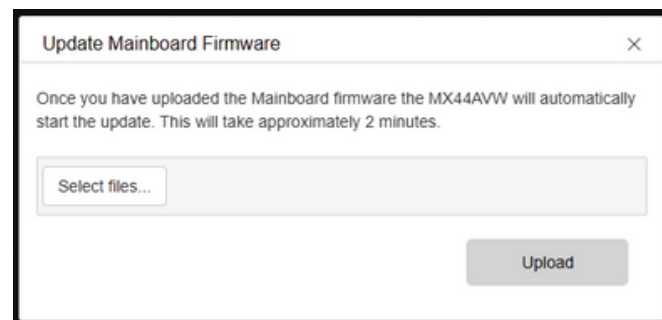 Update Mainboard Firmware
Once you have uploaded the Mainboard firmware the MX44AVW will automatically
start the update. This will take approximately 2 minutes.
Select files...
Upload